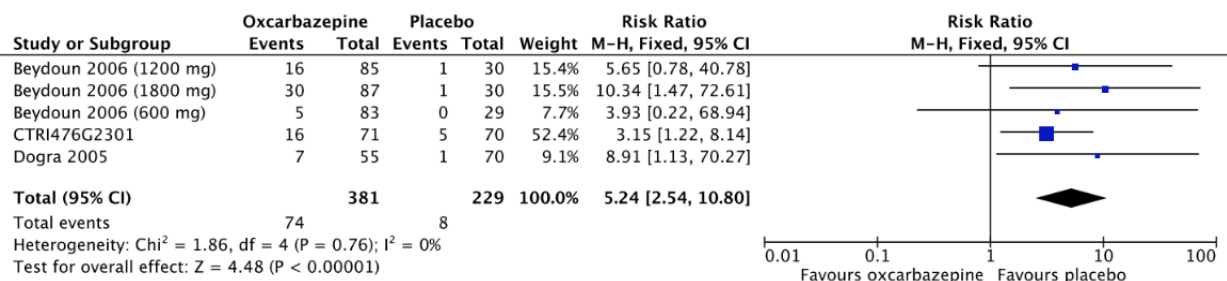 Oxcarbazepine Placebo Risk Ratio Risk Ratio
Study or Subgroup Events Total Events Total Weight M-H, Fixed, 95% CI M-H, Fixed, 95% CI
Beydoun 2006 (1200 mg) 16 85 1 30 15.4% 5.65 [0.78, 40.78]
Beydoun 2006 (1800 mg) 30 87 1 30 15.5% 10.34 [1.47, 72.61]
Beydoun 2006 (600 mg) 5 83 0 29 7.7% 3.93 [0.22, 68.94]
CTRI476G2301 16 71 5 70 52.4% 3.15 [1.22, 8.14]
Dogra 2005 7 55 1 70 9.1% 8.91 [1.13, 70.27]
Total (95% CI) 381 229 100.0% 5.24 [2.54, 10.80]
Total events 74 8
Heterogeneity: Chi² = 1.86, df = 4 (P = 0.76); I² = 0%
Test for overall effect: Z = 4.48 (P < 0.00001)
0.01 0.1 1 10 100
Favours oxcarbazepine Favours placebo